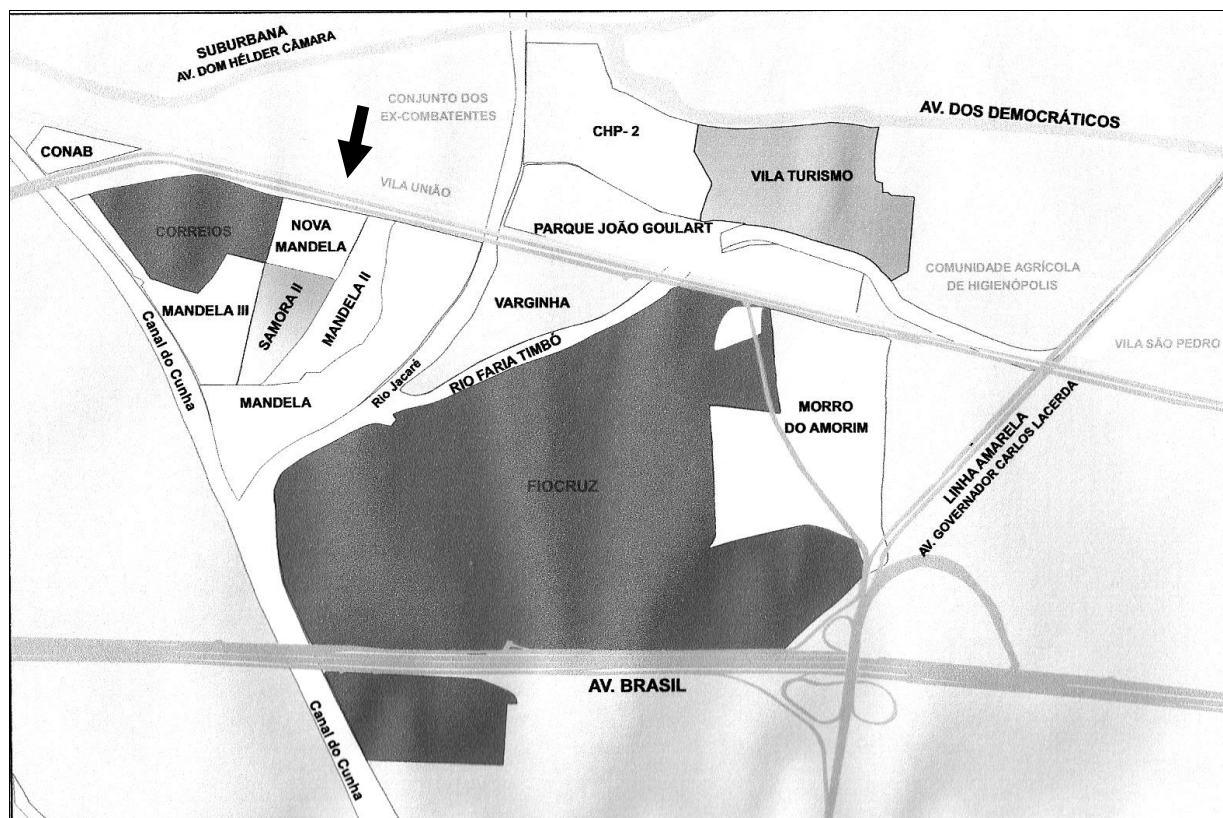 SUBURBANA
AV. DOM HÉLDER CÂMARA
CONJUNTO DOS
EX-COMBATENTES
AV. DOS DEMOCRÁTICOS
CHP- 2
CONAB
VILA UNIÃO
VILA TURISMO
CORREIOS
NOVA
MANDELA
PARQUE JOÃO GOULART
COMUNIDADE AGRÍCOLA
DE HIGIENÓPOLIS
MANDELA III
SAMORA II
MANDELA II
VARGINHA
VILA SÃO PEDRO
Canal do Cunha
RIO FARIA TIMBÓ
Rio Jacaré
MANDELA
MORRO
DO AMORIM
LINHA AMARELA
AV. GOVERNADOR CARLOS LACERDA
FIOCRUZ
AV. BRASIL
Canal do Cunha